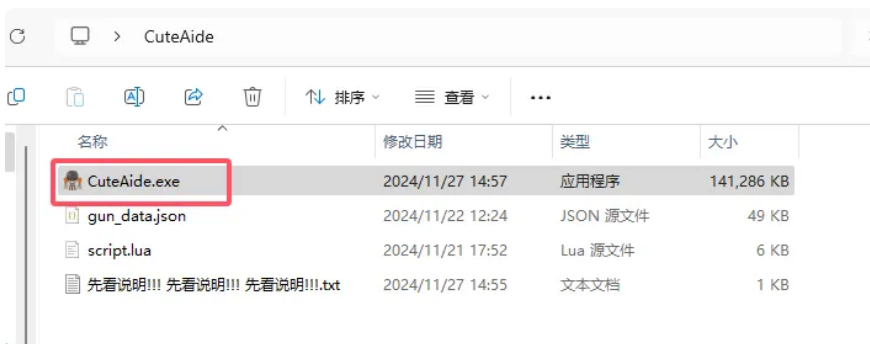 CuteAide
排序 查看
名称 修改日期 类型 大小
CuteAide.exe 2024/11/27 14:57 应用程序 141,286 KB
gun_data.json 2024/11/22 12:24 JSON 源文件 49 KB
script.lua 2024/11/21 17:52 Lua 源文件 6 KB
先看说明!!! 先看说明!!! 先看说明!!!.txt 2024/11/27 14:55 文本文档 1 KB